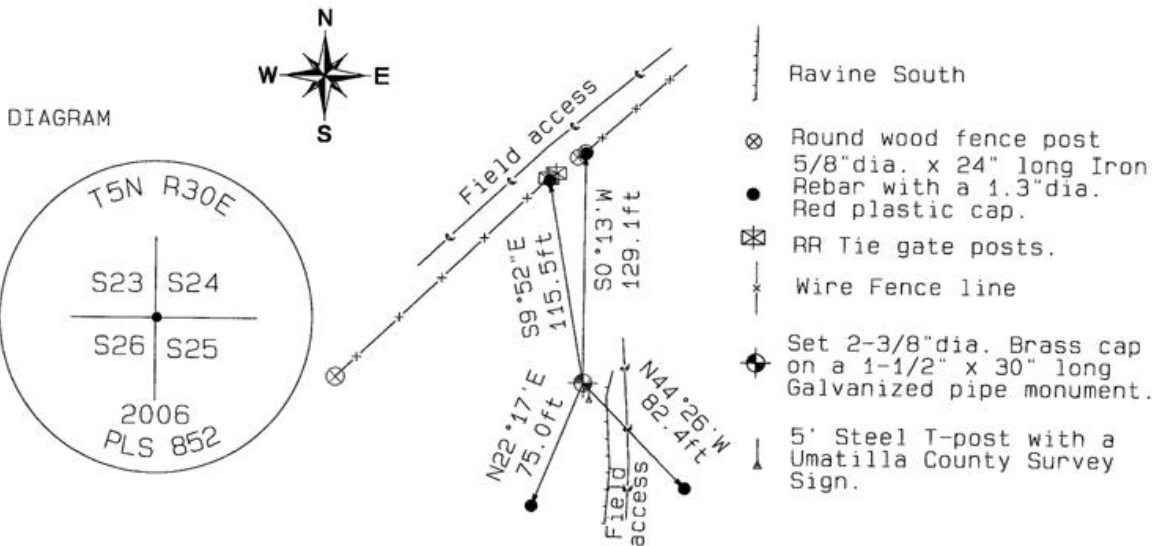 N
W E
S
DIAGRAM
T5N R30E
S23 S24
S26 S25
2006
PLS 852
Field access
S9°52"E
115.5ft
S0°13'W
129.1ft
N22°17'E
75.0ft
N44°26'W
82.4ft
Field
access
Ravine South
Round wood fence post
5/8"dia. x 24" long Iron
Rebar with a 1.3"dia.
Red plastic cap.
RR Tie gate posts.
Wire Fence line
Set 2-3/8"dia. Brass cap
on a 1-1/2" x 30" long
Galvanized pipe monument.
5' Steel T-post with a
Umatilla County Survey
Sign.